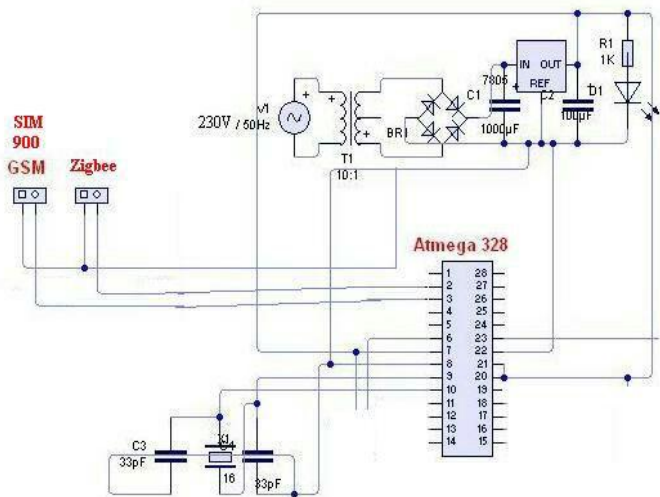 R1
1K
IN OUT
REF
7805
C1
C2
D1
1000µF
100µF
V1
230V / 50Hz
BR1
T1
10:1
SIM
900
GSM
Zigbee
Atmega 328
1 28
2 27
3 26
4 25
5 24
6 23
7 22
8 21
9 20
10 19
11 18
12 17
13 16
14 15
C3
33pF
X1
C4
16
33pF